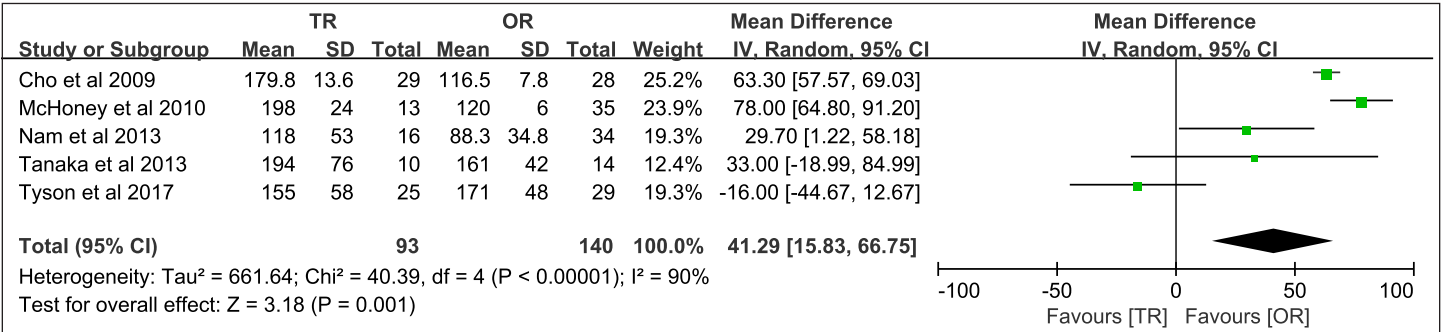 TR OR Mean Difference Mean Difference
Study or Subgroup Mean SD Total Mean SD Total Weight IV, Random, 95% CI IV, Random, 95% CI
Cho et al 2009 179.8 13.6 29 116.5 7.8 28 25.2% 63.30 [57.57, 69.03]
McHoney et al 2010 198 24 13 120 6 35 23.9% 78.00 [64.80, 91.20]
Nam et al 2013 118 53 16 88.3 34.8 34 19.3% 29.70 [1.22, 58.18]
Tanaka et al 2013 194 76 10 161 42 14 12.4% 33.00 [-18.99, 84.99]
Tyson et al 2017 155 58 25 171 48 29 19.3% -16.00 [-44.67, 12.67]
Total (95% CI) 93 140 100.0% 41.29 [15.83, 66.75]
Heterogeneity: Tau² = 661.64; Chi² = 40.39, df = 4 (P < 0.00001); I² = 90%
Test for overall effect: Z = 3.18 (P = 0.001)
-100 -50 0 50 100
Favours [TR] Favours [OR]